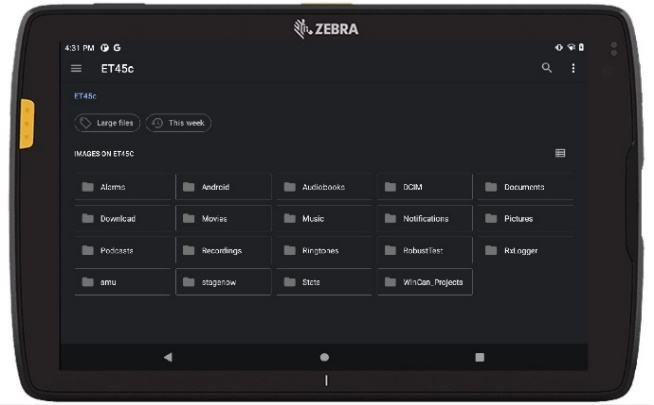 ZEBRA
4:31 PM G
ET45c
ET45c
Large files This week
IMAGES ON ET45C
Alarms Android Audiobooks DCIM Documents
Download Movies Music Notifications Pictures
Podcasts Recordings Ringtones RobustTest RxLogger
amu stagenow Stats WinCan_Projects